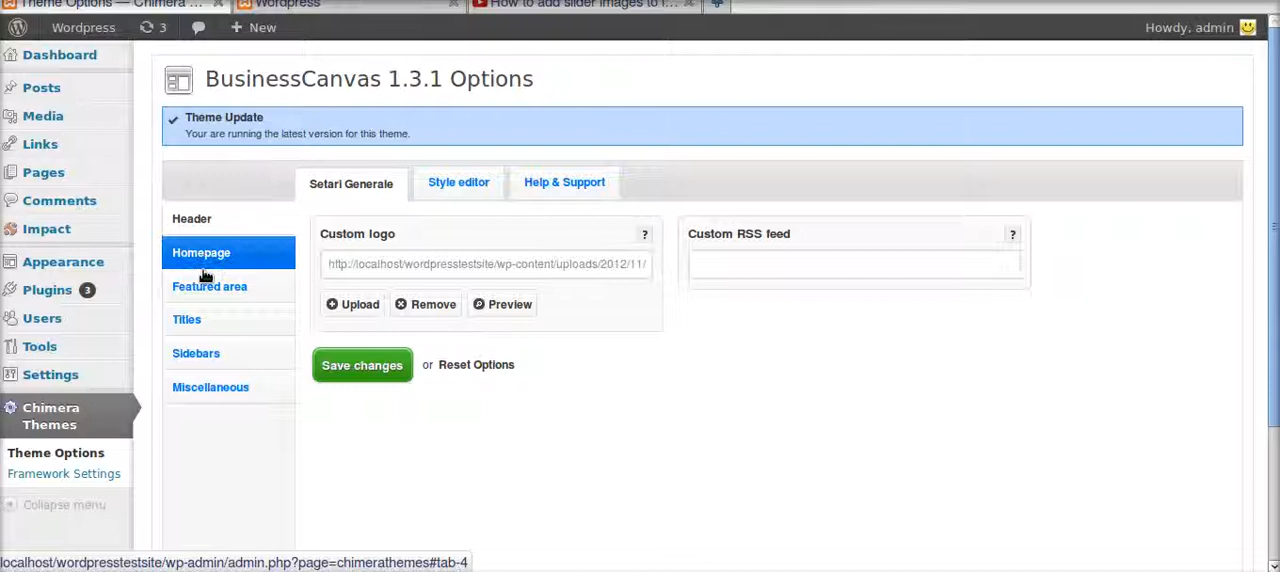 Theme Options — Chimera ...
Wordpress
How to add slider images to t...
Wordpress 3 New Howdy, admin
Dashboard
Posts
Media
Links
Pages
Comments
Impact
Appearance
Plugins 3
Users
Tools
Settings
Chimera
Themes
Theme Options
Framework Settings
Collapse menu
BusinessCanvas 1.3.1 Options
Theme Update
Your are running the latest version for this theme.
Setari Generale Style editor Help & Support
Header
Homepage
Featured area
Titles
Sidebars
Miscellaneous
Custom logo ?
http://localhost/wordpresstestsite/wp-content/uploads/2012/11/
Upload Remove Preview
Custom RSS feed ?
Save changes or Reset Options
localhost/wordpresstestsite/wp-admin/admin.php?page=chimerathemes#tab-4